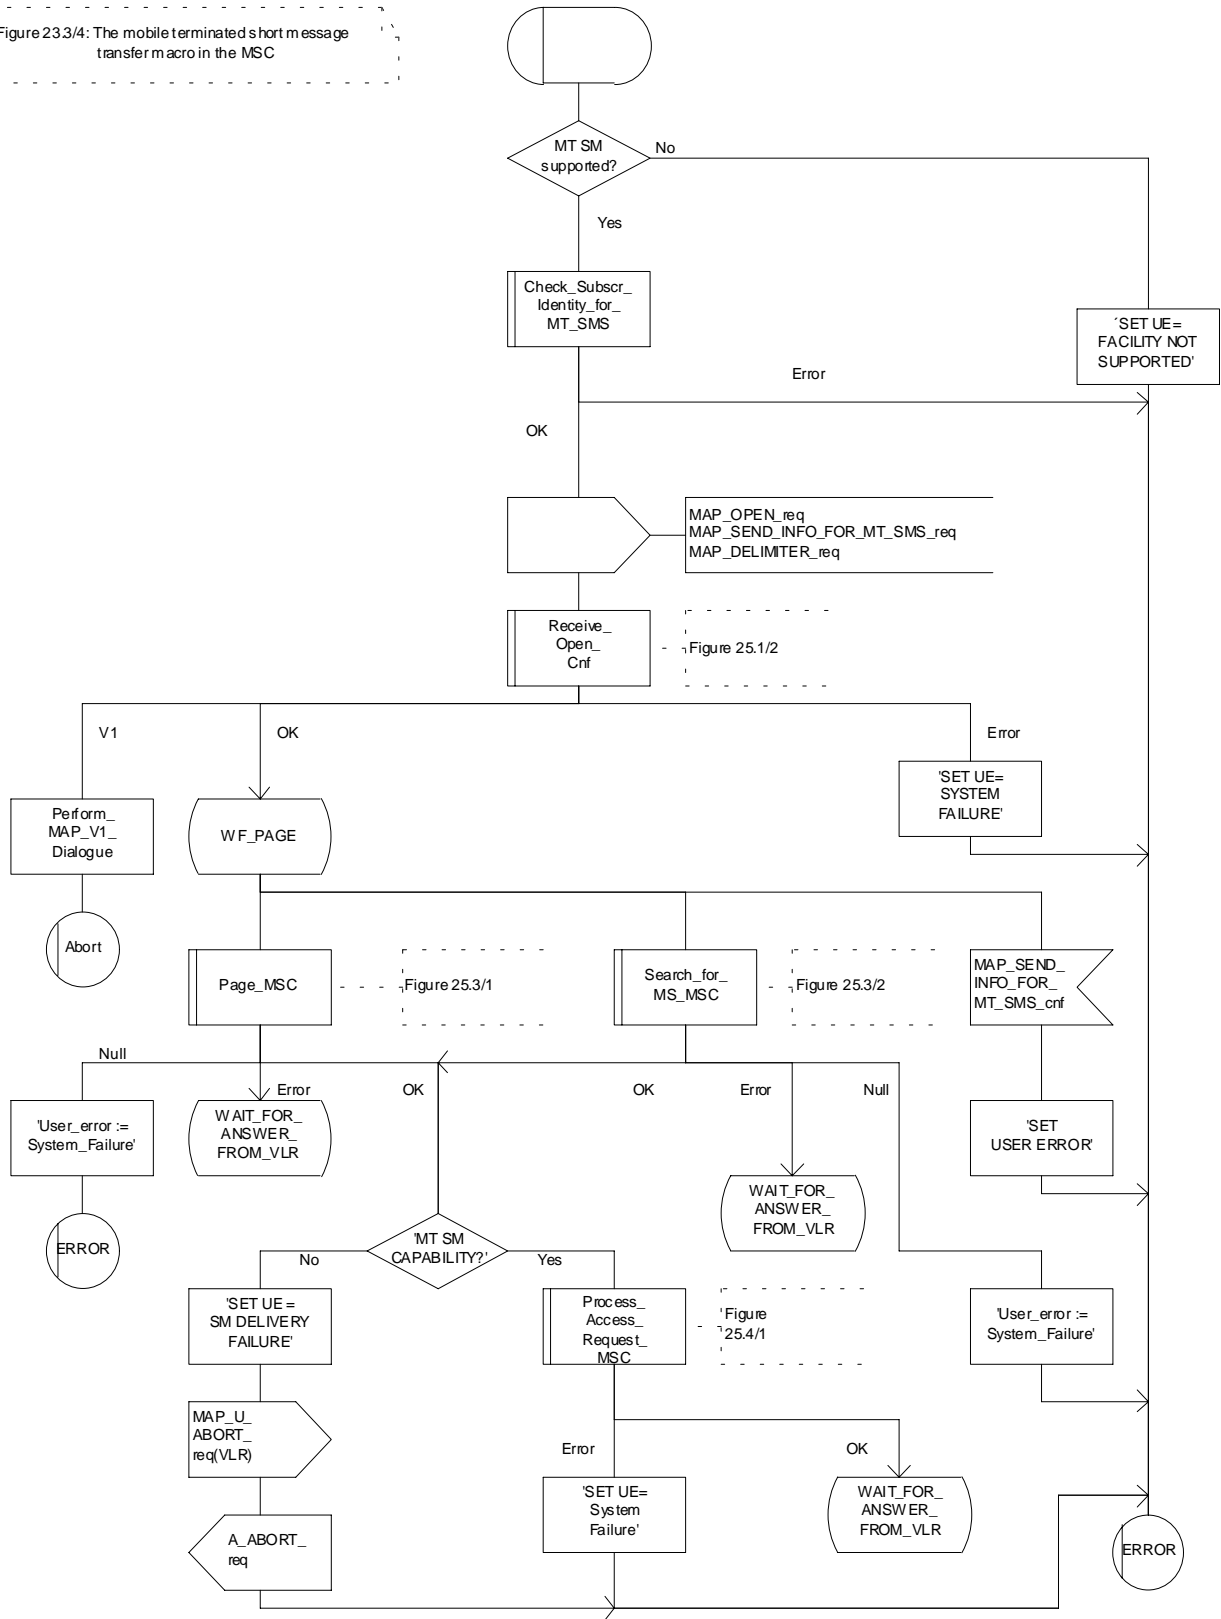 Figure 23.3/4: The mobile terminated short message
transfer macro in the MSC
MT SM
supported?
No
Yes
Check_Subscr_
Identity_for_
MT_SMS
´SET UE=
FACILITY NOT
SUPPORTED'
Error
OK
MAP_OPEN_req
MAP_SEND_INFO_FOR_MT_SMS_req
MAP_DELIMITER_req
Receive_
Open_
Cnf
Figure 25.1/2
V1
OK
Error
Perform_
MAP_V1_
Dialogue
WF_PAGE
'SET UE=
SYSTEM
FAILURE'
Abort
Page_MSC
Figure 25.3/1
Search_for_
MS_MSC
Figure 25.3/2
MAP_SEND_
INFO_FOR_
MT_SMS_cnf
Null
Error
OK
OK
Error
Null
'User_error :=
System_Failure'
WAIT_FOR_
ANSWER_
FROM_VLR
'SET
USER ERROR'
WAIT_FOR_
ANSWER_
FROM_VLR
ERROR
'MT SM
CAPABILITY?'
No
Yes
'SET UE =
SM DELIVERY
FAILURE'
Process_
Access_
Request_
MSC
'Figure
25.4/1
'User_error :=
System_Failure'
MAP_U_
ABORT_
req(VLR)
Error
OK
'SET UE=
System
Failure'
WAIT_FOR_
ANSWER_
FROM_VLR
A_ABORT_
req
ERROR